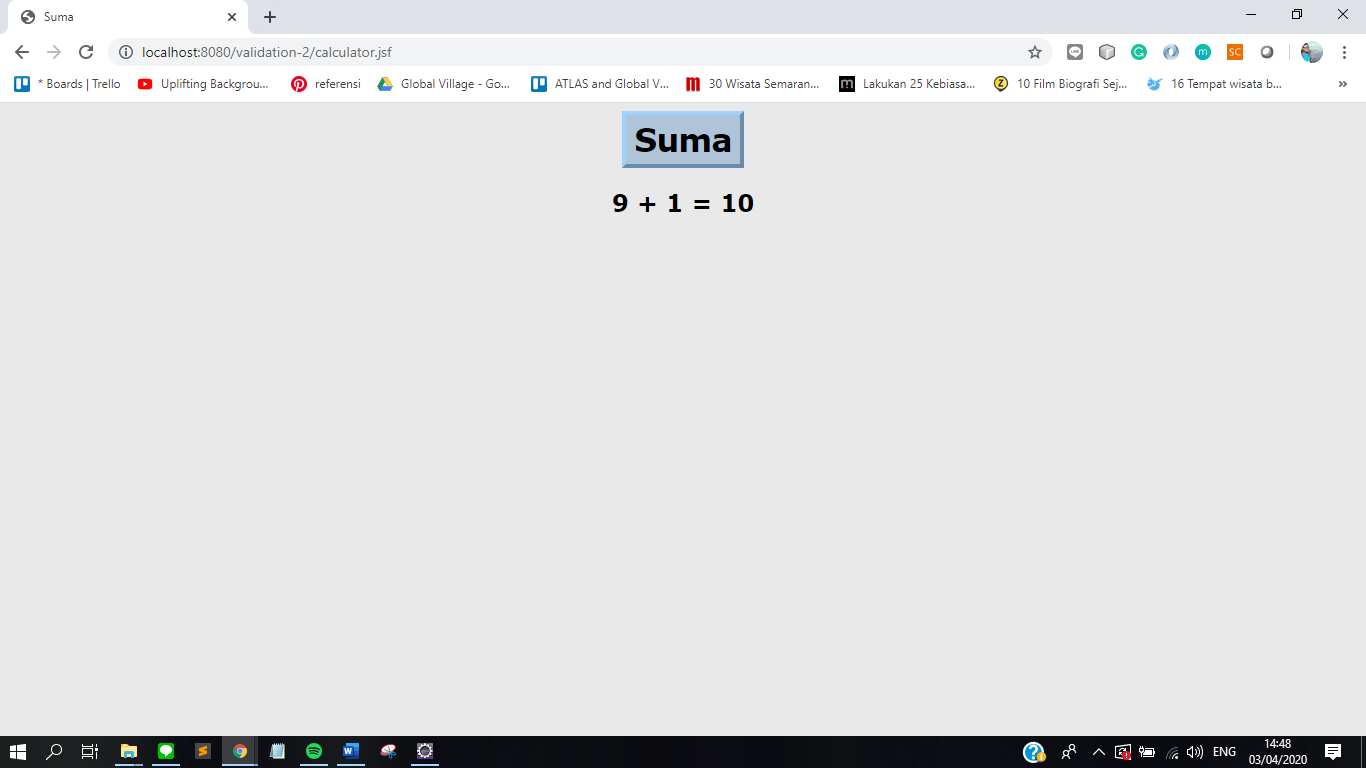 Suma
localhost:8080/validation-2/calculator.jsf
SC
* Boards | Trello
Uplifting Backgrou...
referensi
Global Village - Go...
ATLAS and Global V...
30 Wisata Semaran...
Lakukan 25 Kebiasa...
10 Film Biografi Sej...
16 Tempat wisata b...
»
Suma
9 + 1 = 10
ENG
14:48
03/04/2020